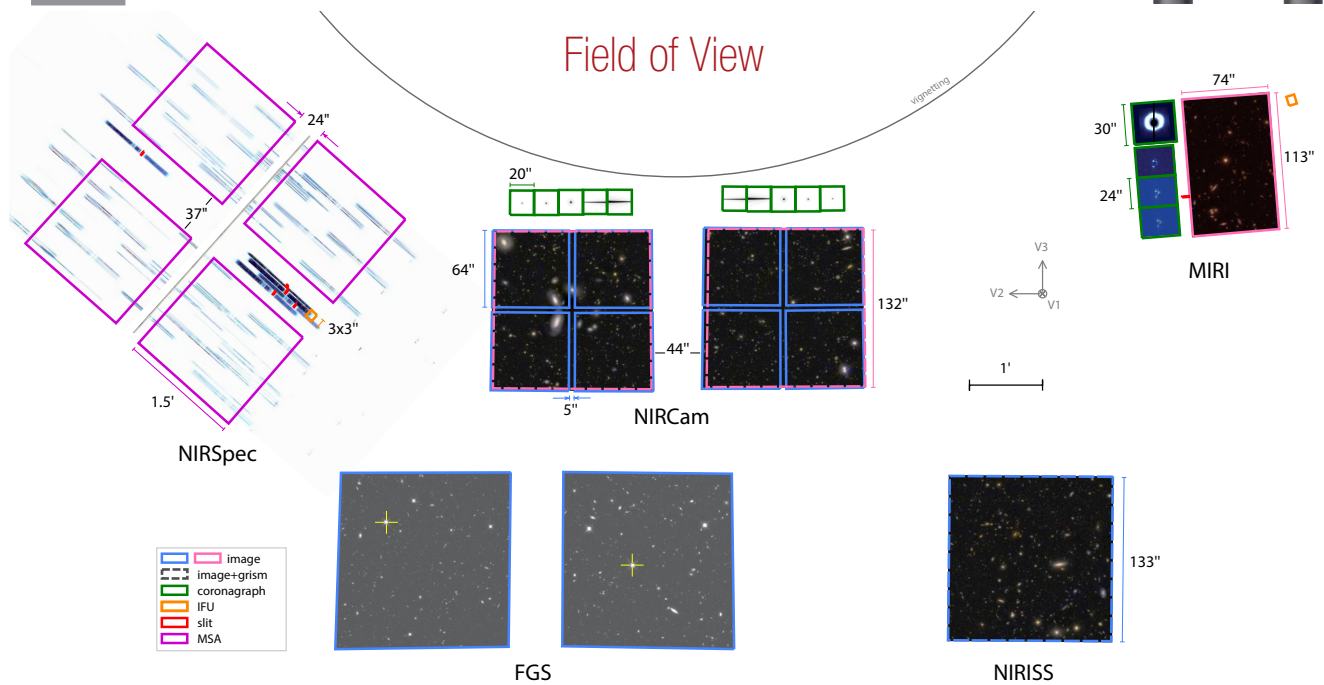 Field of View
vignetting
24"
37"
3x3"
1.5'
NIRSpec
20"
64"
44"
132"
5"
NIRCam
74"
30"
113"
24"
MIRI
V3
V2
V1
1'
FGS
133"
NIRISS
image
image+grism
coronagraph
IFU
slit
MSA